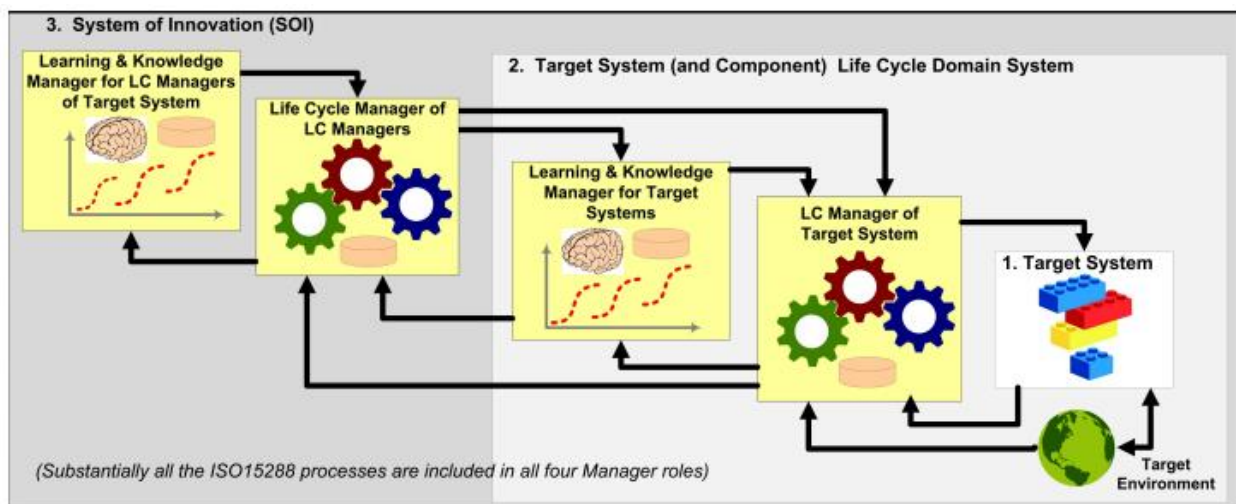 3. System of Innovation (SOI)
Learning & Knowledge
Manager for LC Managers
of Target System
Life Cycle Manager of
LC Managers
2. Target System (and Component) Life Cycle Domain System
Learning & Knowledge
Manager for Target
Systems
LC Manager of
Target System
1. Target System
(Substantially all the ISO15288 processes are included in all four Manager roles)
Target
Environment